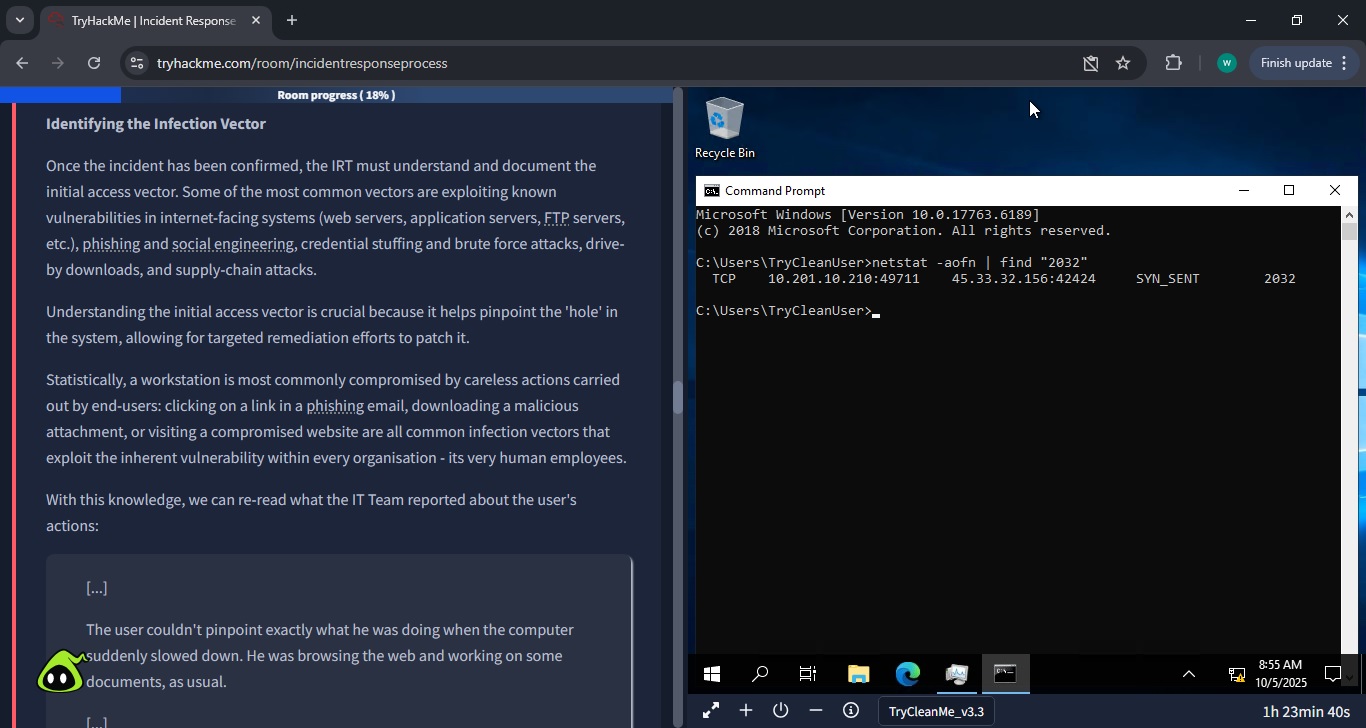 TryHackMe | Incident Response
tryhackme.com/room/incidentresponseprocess
W
Finish update
Room progress ( 18% )
Identifying the Infection Vector
Once the incident has been confirmed, the IRT must understand and document the
initial access vector. Some of the most common vectors are exploiting known
vulnerabilities in internet-facing systems (web servers, application servers, FTP servers,
etc.), phishing and social engineering, credential stuffing and brute force attacks, drive-
by downloads, and supply-chain attacks.
Understanding the initial access vector is crucial because it helps pinpoint the 'hole' in
the system, allowing for targeted remediation efforts to patch it.
Statistically, a workstation is most commonly compromised by careless actions carried
out by end-users: clicking on a link in a phishing email, downloading a malicious
attachment, or visiting a compromised website are all common infection vectors that
exploit the inherent vulnerability within every organisation - its very human employees.
With this knowledge, we can re-read what the IT Team reported about the user's
actions:
[...]
The user couldn't pinpoint exactly what he was doing when the computer
suddenly slowed down. He was browsing the web and working on some
documents, as usual.
[...]
Recycle Bin
Command Prompt
Microsoft Windows [Version 10.0.17763.6189]
(c) 2018 Microsoft Corporation. All rights reserved.
C:\Users\TryCleanUser>netstat -aofn | find "2032"
TCP    10.201.10.210:49711    45.33.32.156:42424     SYN_SENT        2032
C:\Users\TryCleanUser>
8:55 AM
10/5/2025
TryCleanMe_v3.3
1h 23min 40s